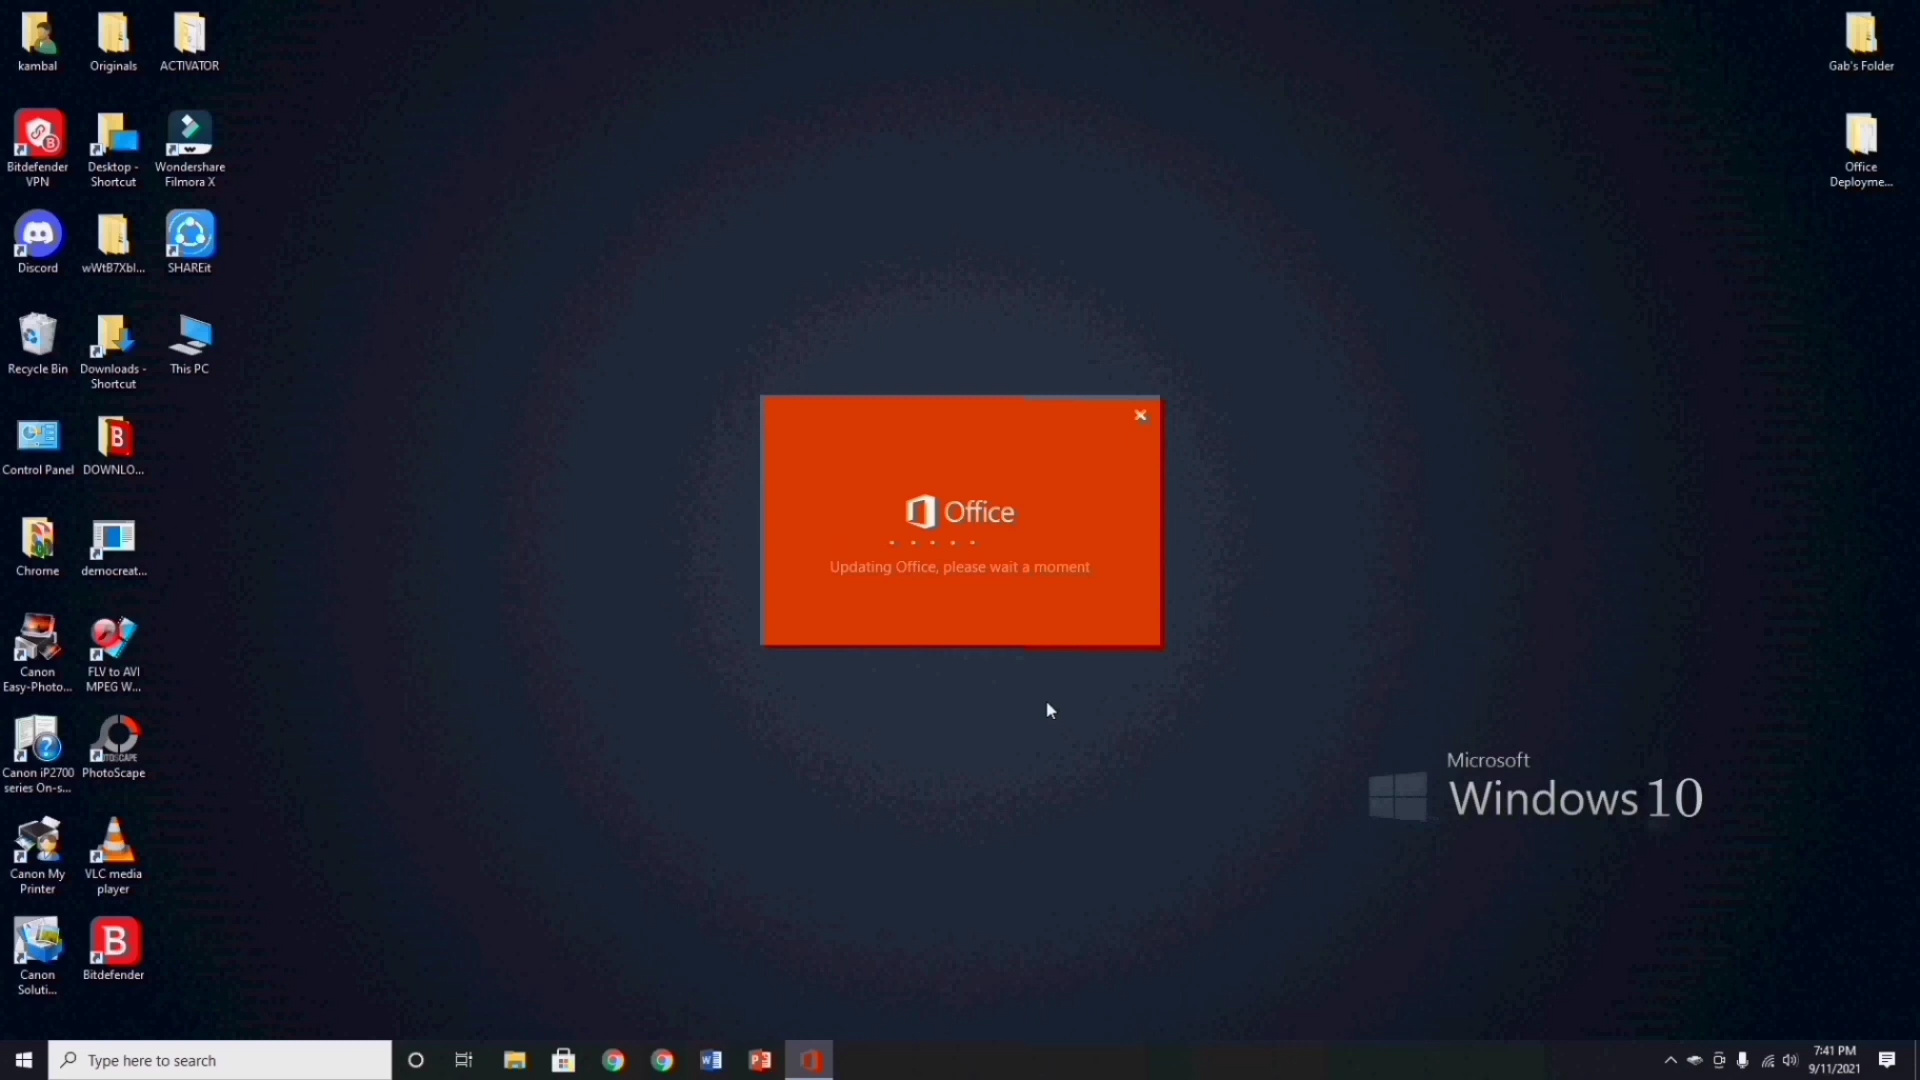 kambal
Originals
ACTIVATOR
Gab's Folder
Bitdefender
VPN
Desktop -
Shortcut
Wondershare
Filmora X
Office
Deployme...
Discord
wWtB7Xbl...
SHAREit
Recycle Bin
Downloads -
Shortcut
This PC
Control Panel
DOWNLO...
Office
Updating Office, please wait a moment
Chrome
democreat...
Canon
Easy-Photo...
FLV to AVI
MPEG W...
Canon iP2700
series On-s...
PhotoScape
Microsoft
Windows 10
Canon My
Printer
VLC media
player
Canon
Soluti...
Bitdefender
Type here to search
7:41 PM
9/11/2021